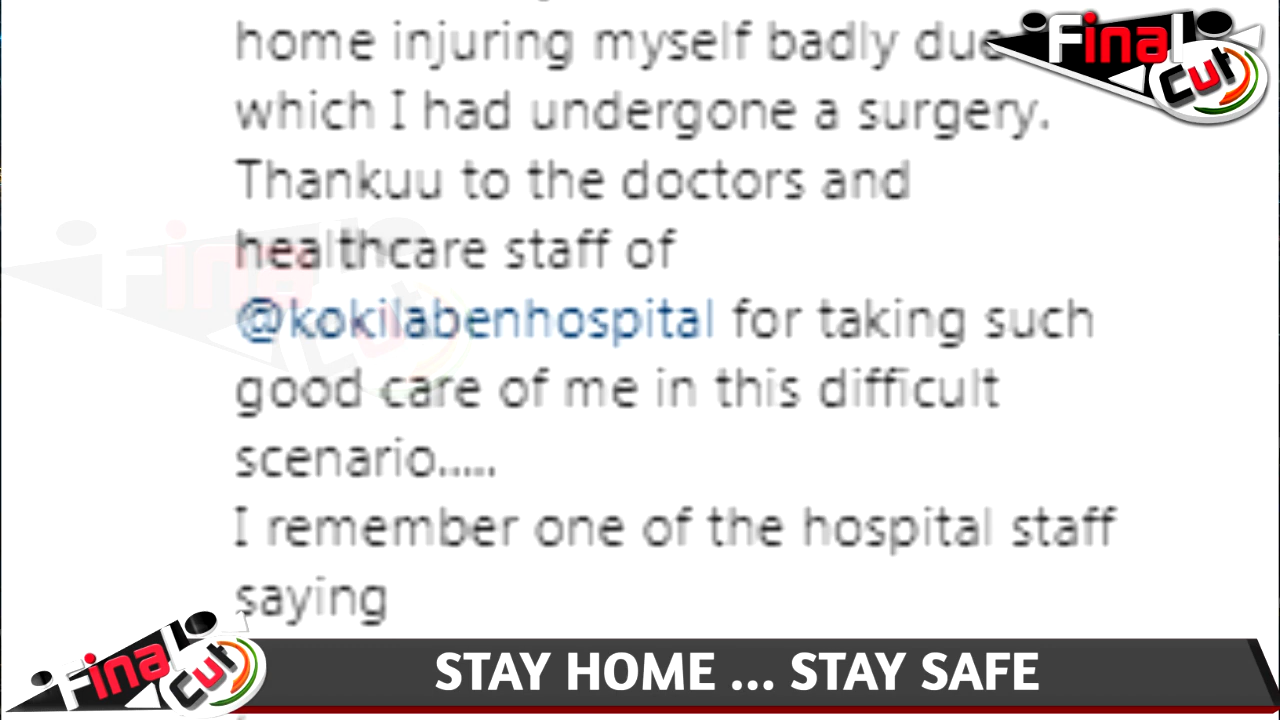 home injuring myself badly due
which I had undergone a surgery.
Thankuu to the doctors and
healthcare staff of
@kokilabenhospital for taking such
good care of me in this difficult
scenario.....
I remember one of the hospital staff
saying
Final Cut
Final Cut
Final Cut
STAY HOME ... STAY SAFE